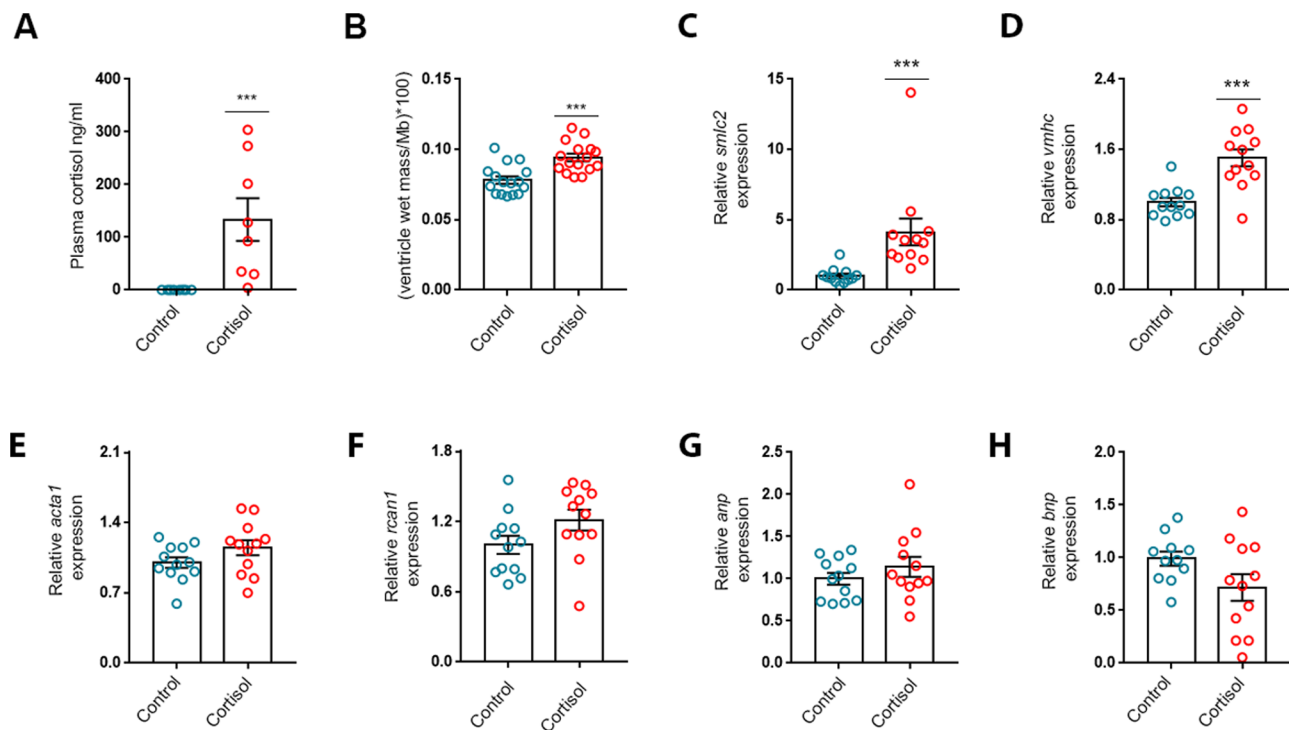 A
Plasma cortisol ng/ml
400
300
200
100
0
***
Control
Cortisol
B
(ventricle wet mass/Mb)*100
0.15
0.10
0.05
0.00
***
Control
Cortisol
C
Relative smlc2
expression
15
10
5
0
***
Control
Cortisol
D
Relative vmhc
expression
2.4
1.6
0.8
0.0
***
Control
Cortisol
E
Relative acta1
expression
2.1
1.4
0.7
0.0
Control
Cortisol
F
Relative rcan1
expression
1.8
1.2
0.6
0.0
Control
Cortisol
G
Relative anp
expression
2.5
2.0
1.5
1.0
0.5
0.0
Control
Cortisol
H
Relative bnp
expression
2.0
1.5
1.0
0.5
0.0
Control
Cortisol